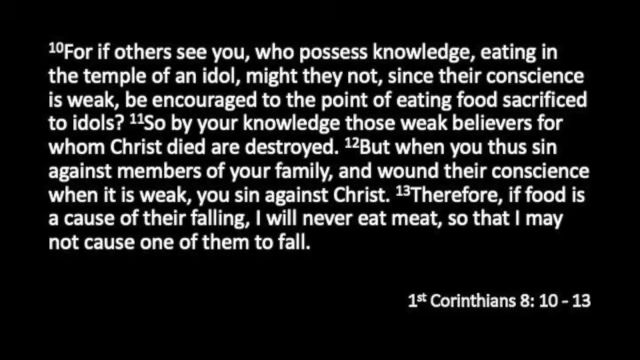 ¹⁰For if others see you, who possess knowledge, eating in
the temple of an idol, might they not, since their conscience
is weak, be encouraged to the point of eating food sacrificed
to idols? ¹¹So by your knowledge those weak believers for
whom Christ died are destroyed. ¹²But when you thus sin
against members of your family, and wound their conscience
when it is weak, you sin against Christ. ¹³Therefore, if food is
a cause of their falling, I will never eat meat, so that I may
not cause one of them to fall.
1ˢᵗ Corinthians 8: 10 - 13